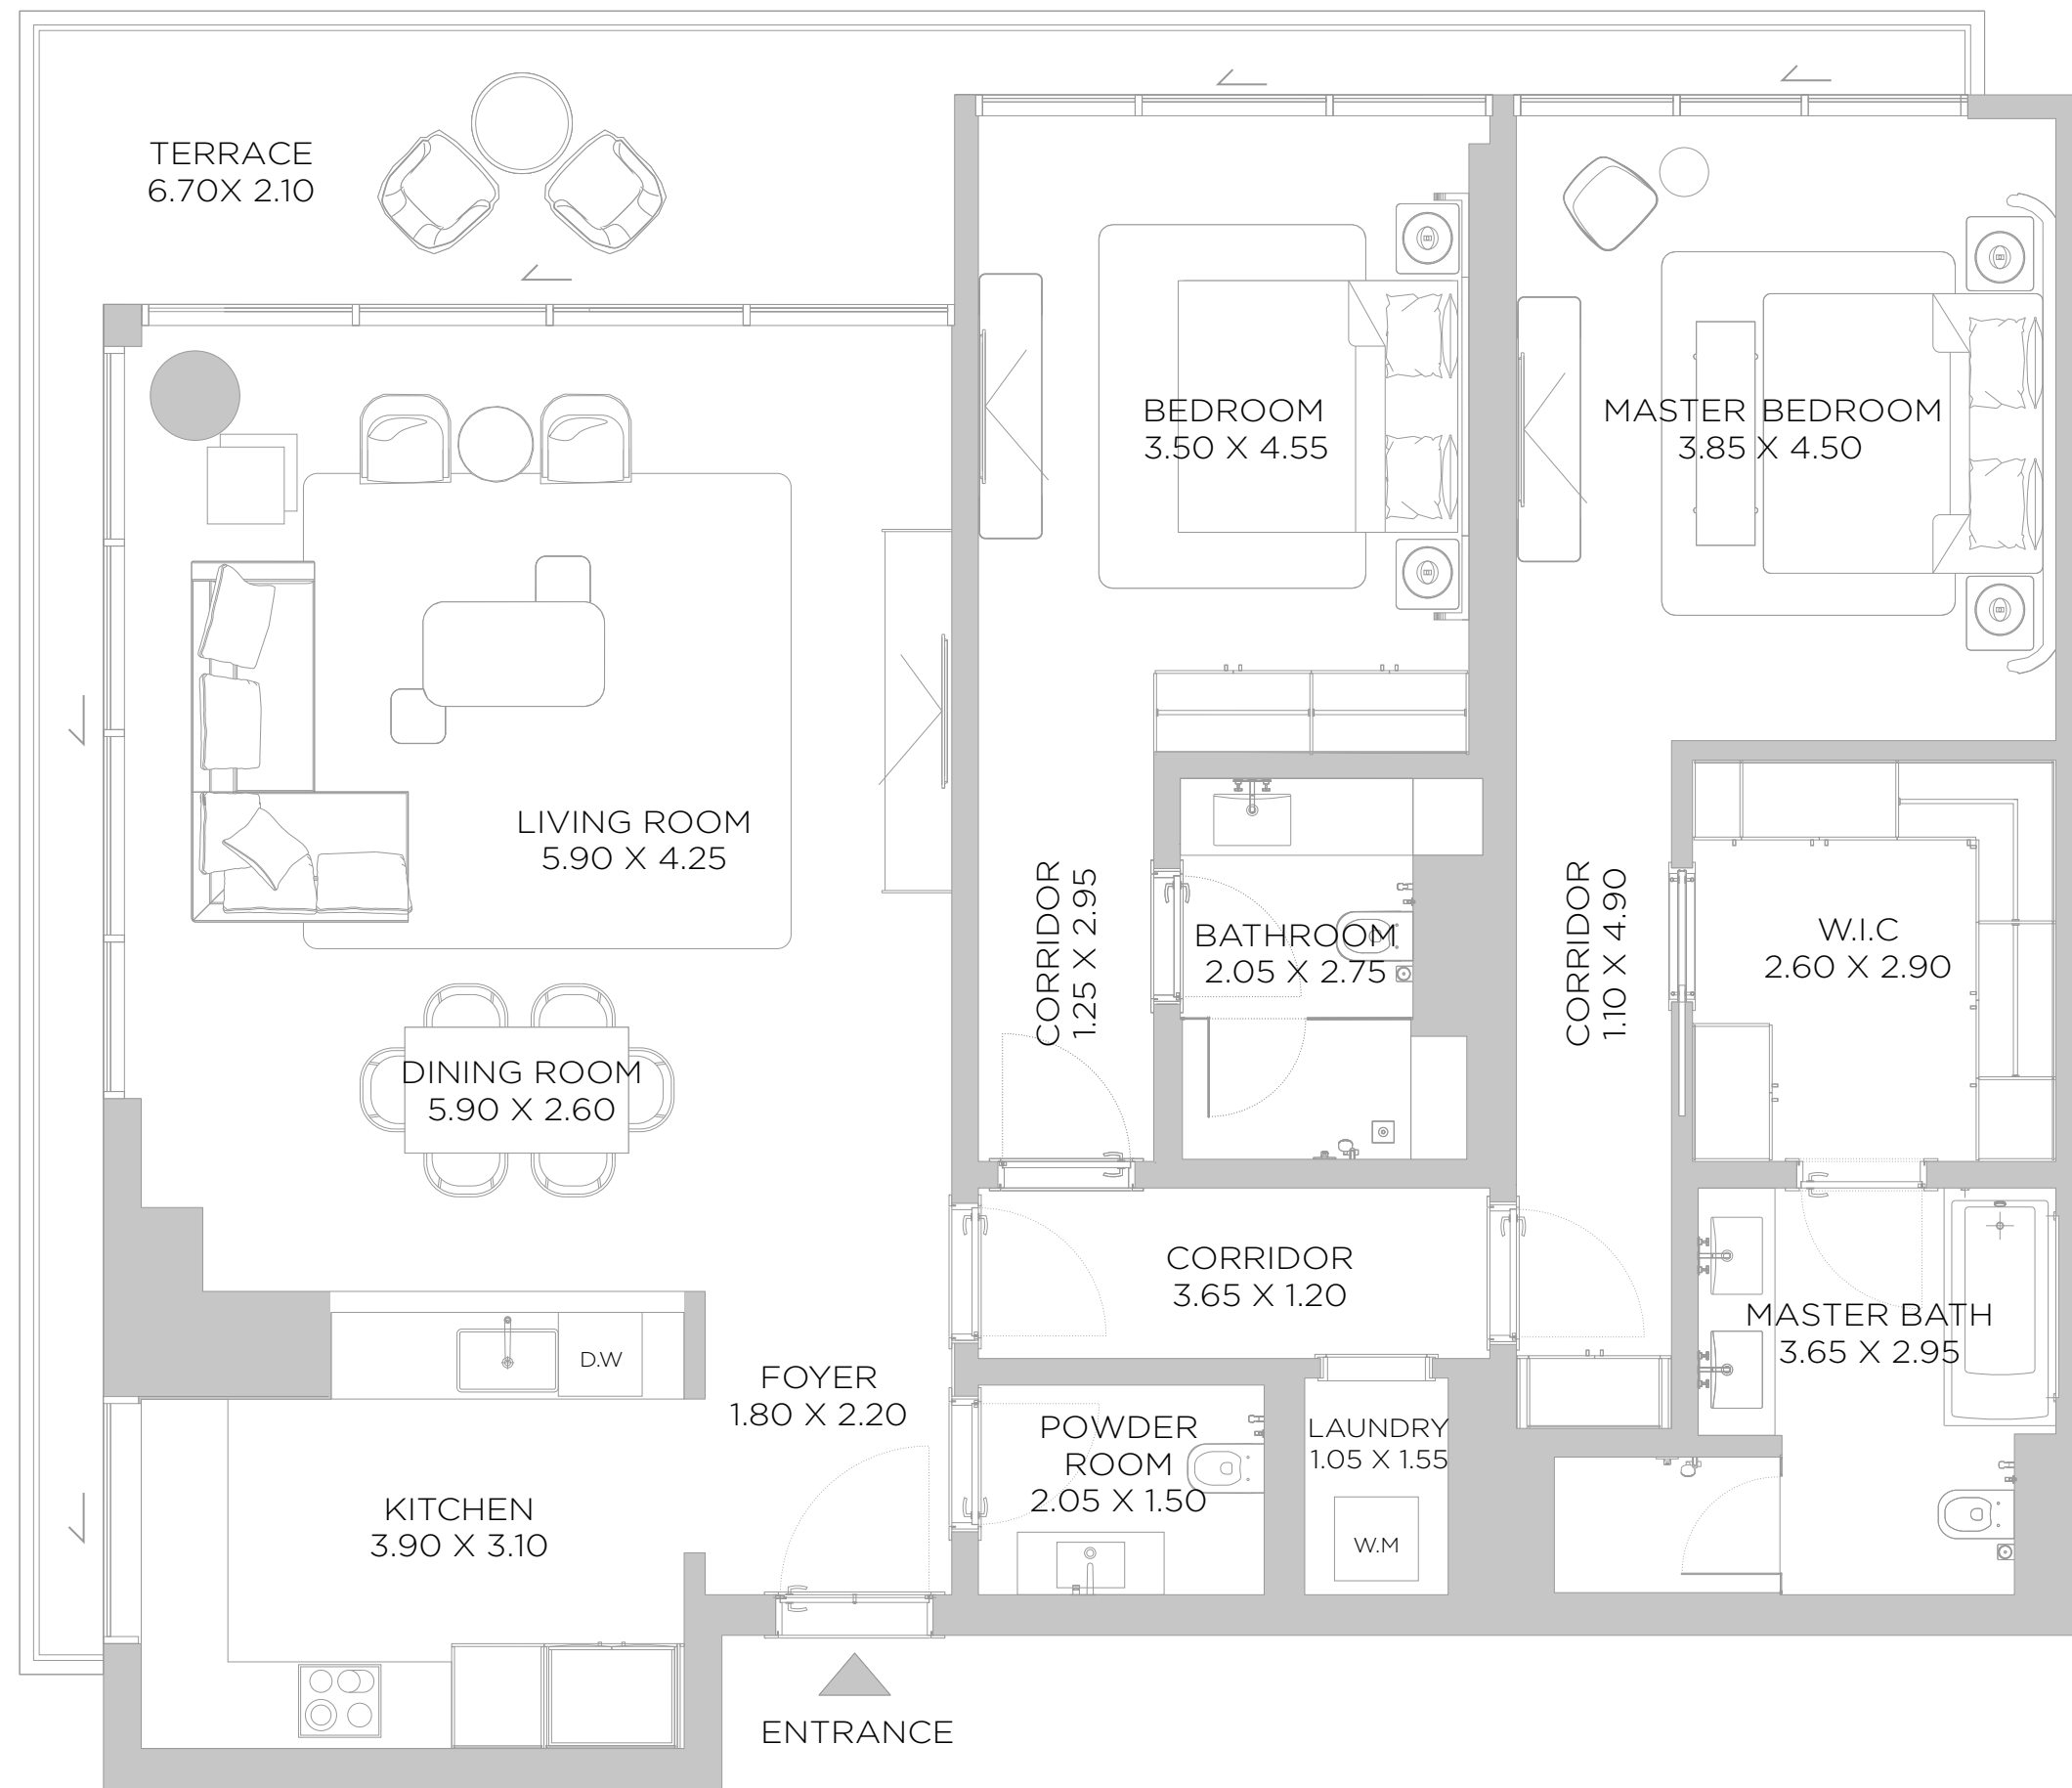 TERRACE
6.70X 2.10
BEDROOM
3.50 X 4.55
MASTER BEDROOM
3.85 X 4.50
LIVING ROOM
5.90 X 4.25
CORRIDOR
1.25 X 2.95
BATHROOM
2.05 X 2.75
CORRIDOR
1.10 X 4.90
W.I.C
2.60 X 2.90
DINING ROOM
5.90 X 2.60
CORRIDOR
3.65 X 1.20
MASTER BATH
3.65 X 2.95
D.W
FOYER
1.80 X 2.20
POWDER
ROOM
2.05 X 1.50
LAUNDRY
1.05 X 1.55
W.M
KITCHEN
3.90 X 3.10
ENTRANCE